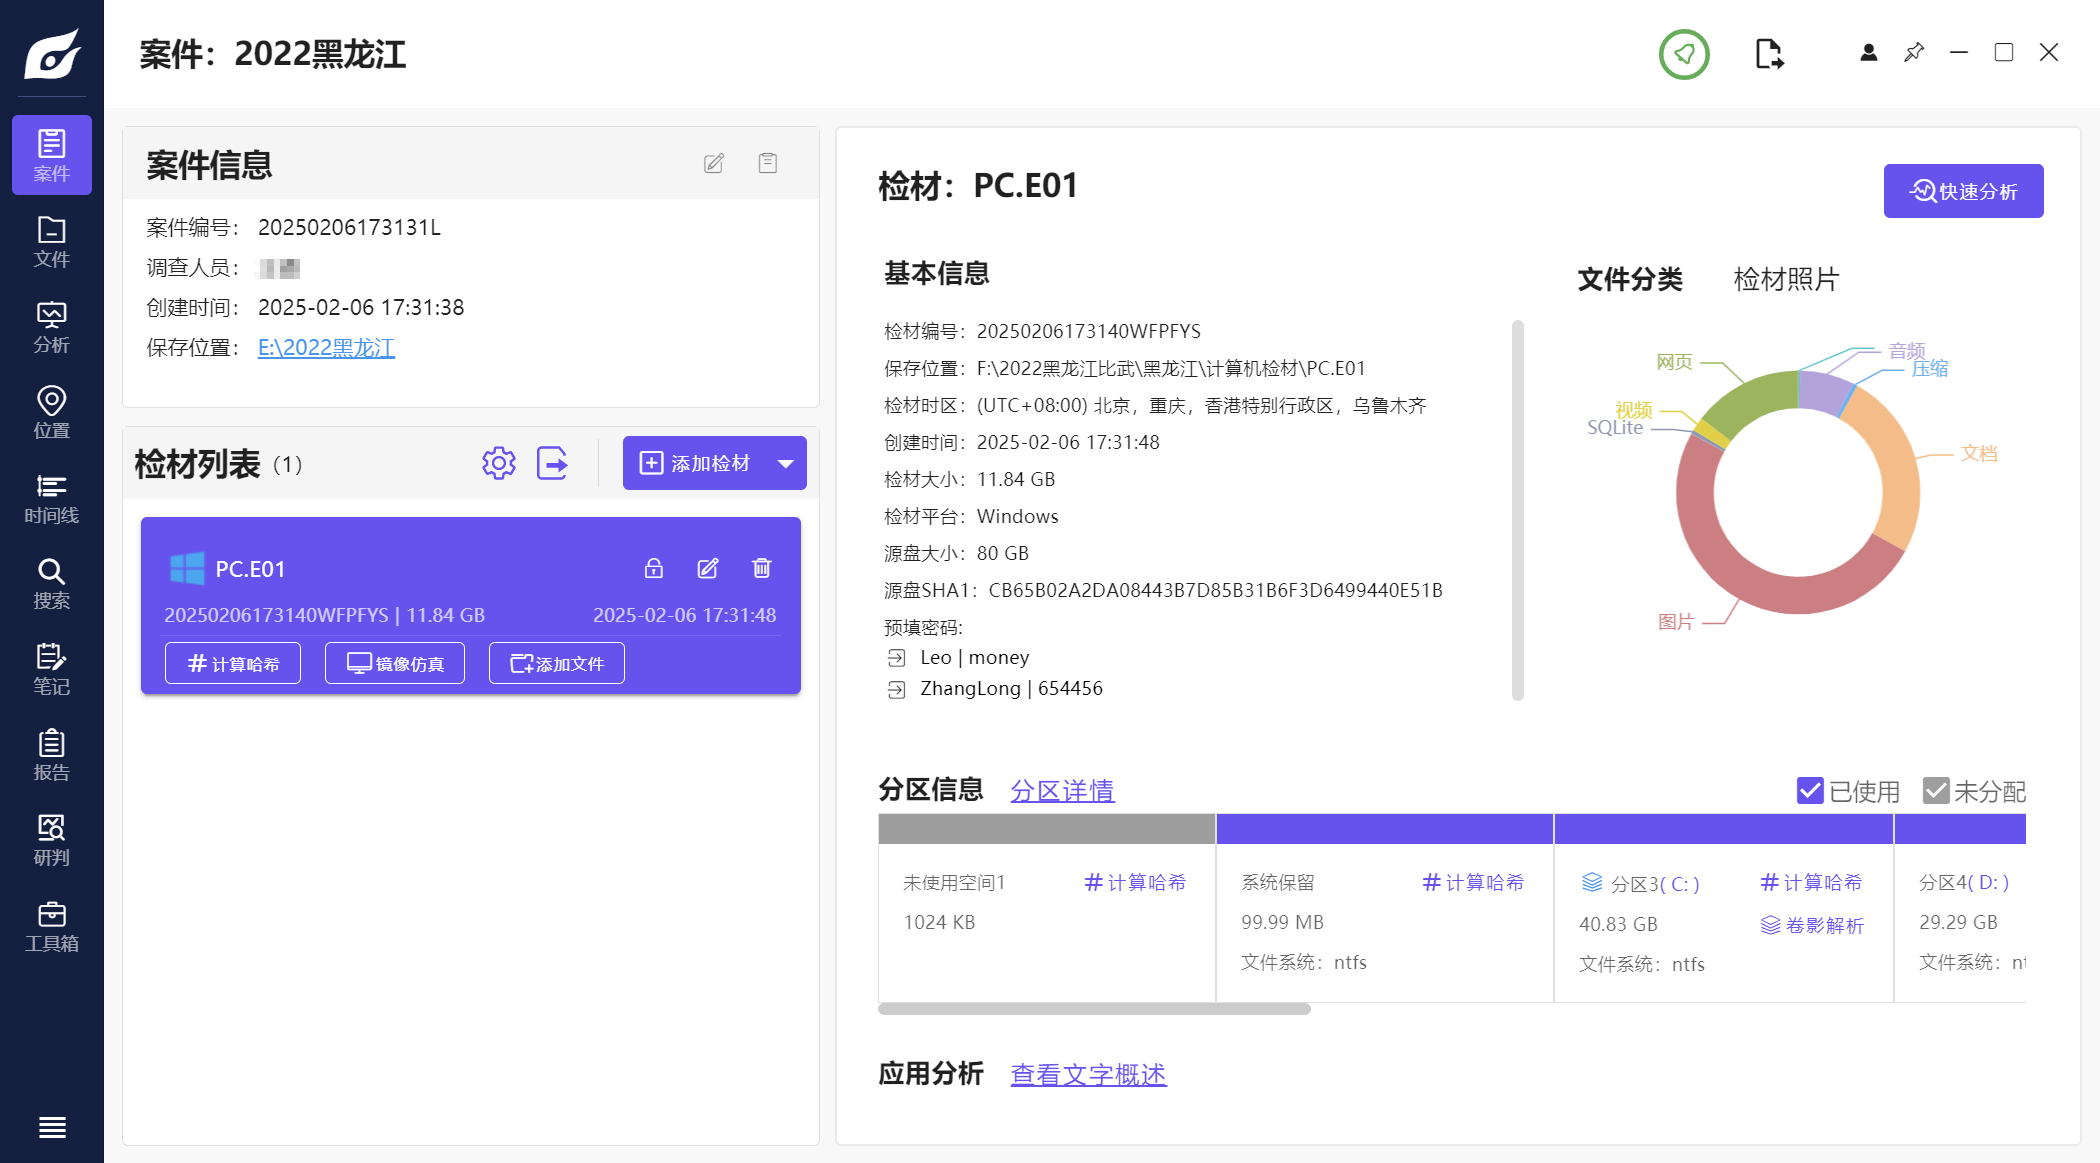 案件：2022黑龙江
案件
文件
分析
位置
时间线
搜索
笔记
报告
研判
工具箱
案件信息
案件编号： 20250206173131L
调查人员：
创建时间： 2025-02-06 17:31:38
保存位置： E:\2022黑龙江
检材列表 （1）
添加检材
PC.E01
20250206173140WFPFYS | 11.84 GB 2025-02-06 17:31:48
计算哈希 镜像仿真 添加文件
检材：PC.E01
快速分析
基本信息
检材编号：20250206173140WFPFYS
保存位置：F:\2022黑龙江比武\黑龙江\计算机检材\PC.E01
检材时区：(UTC+08:00) 北京，重庆，香港特别行政区，乌鲁木齐
创建时间：2025-02-06 17:31:48
检材大小：11.84 GB
检材平台：Windows
源盘大小：80 GB
源盘SHA1：CB65B02A2DA08443B7D85B31B6F3D6499440E51B
预填密码:
Leo | money
ZhangLong | 654456
文件分类 检材照片
音频
网页
压缩
视频
SQLite
文档
图片
分区信息 分区详情
已使用 未分配
未使用空间1 计算哈希
1024 KB
系统保留 计算哈希
99.99 MB
文件系统：ntfs
分区3( C: ) 计算哈希
40.83 GB 卷影解析
文件系统：ntfs
分区4( D: )
29.29 GB
文件系统：nt
应用分析 查看文字概述